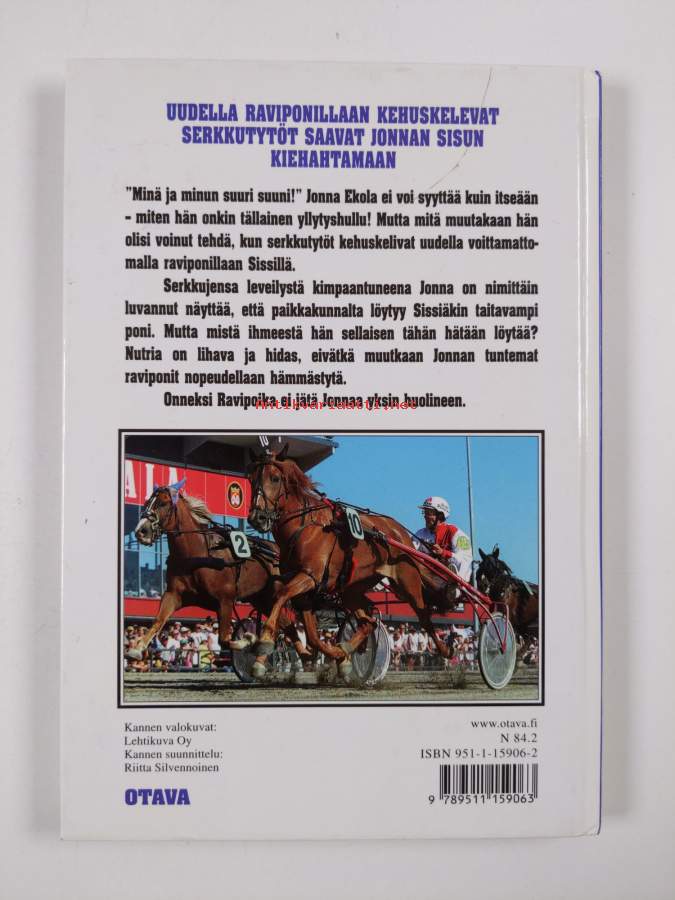 UUDELLA RAVIPONILLAAN KEHUSKELEVAT
SERKKUTYTÖT SAAVAT JONNAN SISUN
KIEHAHTAMAAN
"Minä ja minun suuri suuni!" Jonna Ekola ei voi syyttää kuin itseään
– miten hän onkin tällainen yllytyshullu! Mutta mitä muutakaan hän
olisi voinut tehdä, kun serkkutytöt kehuskelivat uudella voittamatto-
malla raviponillaan Sissillä.
Serkkujensa leveilystä kimpaantuneena Jonna on nimittäin
luvannut näyttää, että paikkakunnalta löytyy Sissiäkin taitavampi
poni. Mutta mistä ihmeestä hän sellaisen tähän hätään löytää?
Nutria on lihava ja hidas, eivätkä muutkaan Jonnan tuntemat
raviponit nopeudellaan hämmästytä.
Onneksi Ravipoika ei jätä Jonnaa yksin huolineen.
Antikvariaatti.net
10
ALA
2
10
Kannen valokuvat:
Lehtikuva Oy
Kannen suunnittelu:
Riitta Silvennoinen
OTAVA
www.otava.fi
N 84.2
ISBN 951-1-15906-2
9 789511 159063